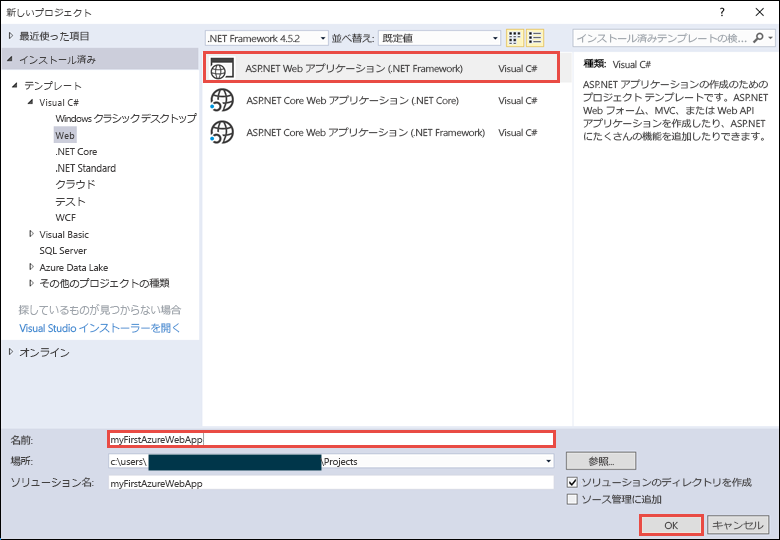 新しいプロジェクト
?
最近使った項目
インストール済み
テンプレート
Visual C#
Windows クラシックデスクトップ
Web
.NET Core
.NET Standard
クラウド
テスト
WCF
Visual Basic
SQL Server
Azure Data Lake
その他のプロジェクトの種類
探しているものが見つからない場合
Visual Studio インストーラーを開く
オンライン
.NET Framework 4.5.2 並べ替え: 既定値
ASP.NET Web アプリケーション (.NET Framework) Visual C#
ASP.NET Core Web アプリケーション (.NET Core) Visual C#
ASP.NET Core Web アプリケーション (.NET Framework) Visual C#
インストール済みテンプレートの検...
種類: Visual C#
ASP.NET アプリケーションの作成のための
プロジェクト テンプレートです。ASP.NET
Web フォーム、MVC、または Web API
アプリケーションを作成したり、ASP.NET
にたくさんの機能を追加したりできます。
名前: myFirstAzureWebApp
場所: c:\users\ \Projects 参照...
ソリューション名: myFirstAzureWebApp
ソリューションのディレクトリを作成
ソース管理に追加
OK キャンセル